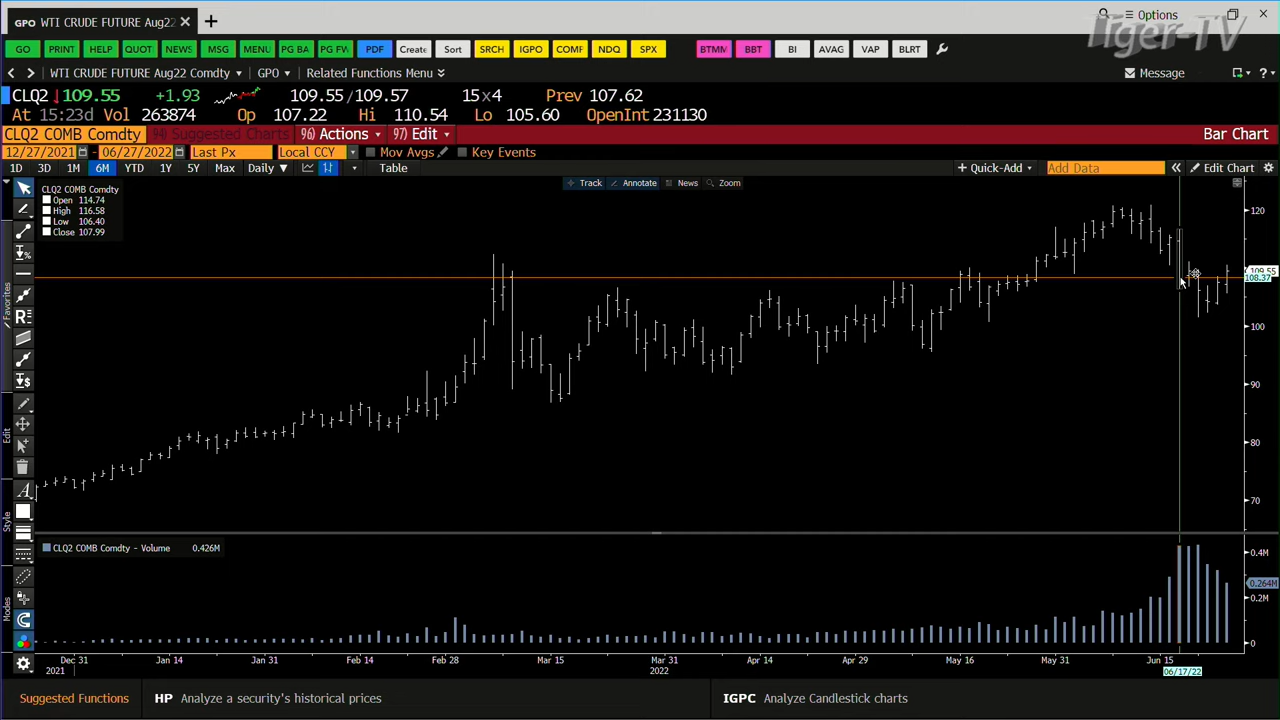 GPO WTI CRUDE FUTURE Aug22 × +
Options
Tiger-TV
GO PRINT HELP QUOT NEWS MSG MENU PG BA PG FV PDF Create Sort SRCH IGPO COMF NDQ SPX BTMM BBT BI AVAG VAP BLRT
WTI CRUDE FUTURE Aug22 Comdty GPO Related Functions Menu Message ?
CLQ2 109.55 +1.93 109.55/109.57 15x4 Prev 107.62
At 15:23d Vol 263874 Op 107.22 Hi 110.54 Lo 105.60 OpenInt 231130
CLQ2 COMB Comdty 94) Suggested Charts 96) Actions 97) Edit Bar Chart
12/27/2021 - 06/27/2022 Last Px Local CCY Mov Avgs Key Events
1D 3D 1M 6M YTD 1Y 5Y Max Daily Table + Quick-Add Add Data « Edit Chart
Track Annotate News Zoom
CLQ2 COMB Comdty
Open 114.74
High 116.58
Low 106.40
Close 107.99
120
109.55
108.37
100
90
80
70
Favorites
Edit
Style
Modes
CLQ2 COMB Comdty - Volume 0.426M
0.4M
0.264M
0.2M
0
Dec 31 Jan 14 Jan 31 Feb 14 Feb 28 Mar 15 Mar 31 Apr 14 Apr 29 May 16 May 31 Jun 15
2021 2022 06/17/22
Suggested Functions HP Analyze a security's historical prices IGPC Analyze Candlestick charts